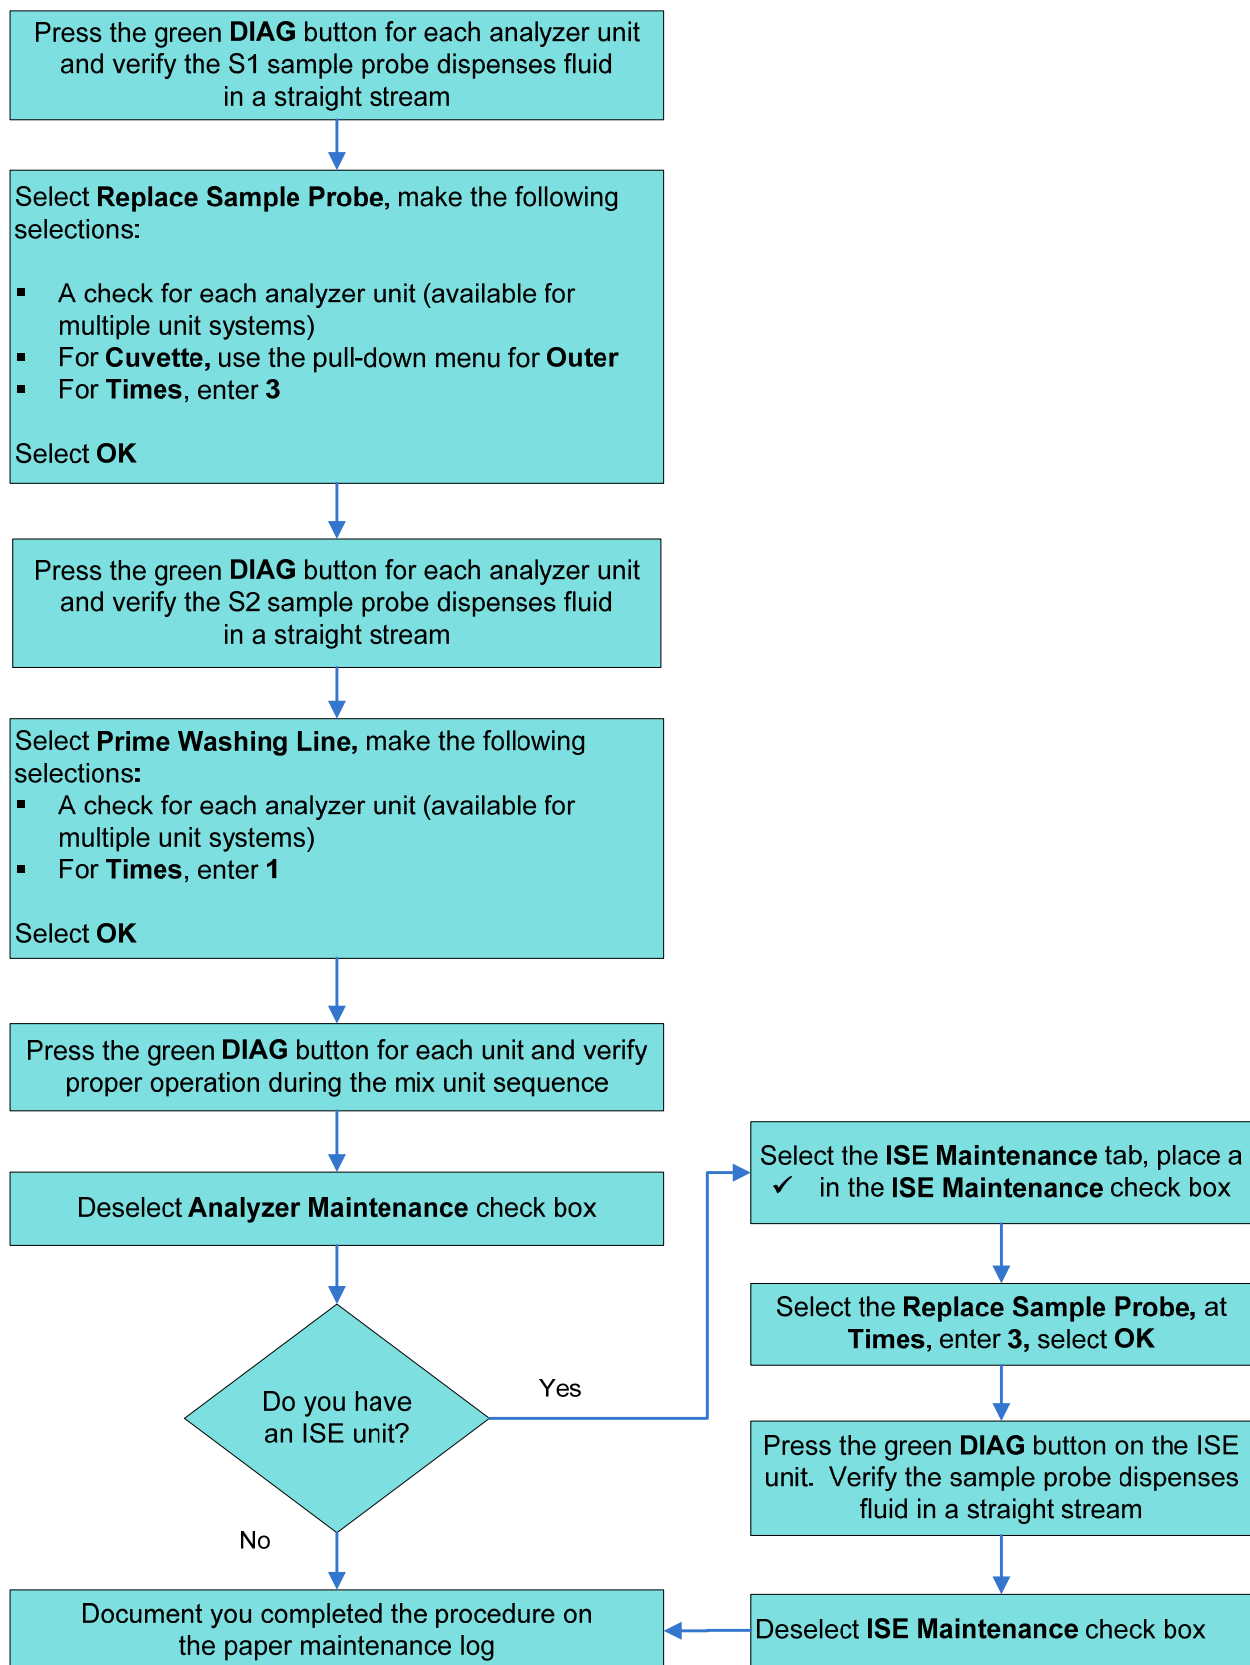 Press the green DIAG button for each analyzer unit
and verify the S1 sample probe dispenses fluid
in a straight stream
Select Replace Sample Probe, make the following
selections:
▪ A check for each analyzer unit (available for
multiple unit systems)
▪ For Cuvette, use the pull-down menu for Outer
▪ For Times, enter 3
Select OK
Press the green DIAG button for each analyzer unit
and verify the S2 sample probe dispenses fluid
in a straight stream
Select Prime Washing Line, make the following
selections:
▪ A check for each analyzer unit (available for
multiple unit systems)
▪ For Times, enter 1
Select OK
Press the green DIAG button for each unit and verify
proper operation during the mix unit sequence
Deselect Analyzer Maintenance check box
Do you have
an ISE unit?
Yes
Select the ISE Maintenance tab, place a
✓ in the ISE Maintenance check box
Select the Replace Sample Probe, at
Times, enter 3, select OK
Press the green DIAG button on the ISE
unit. Verify the sample probe dispenses
fluid in a straight stream
Deselect ISE Maintenance check box
No
Document you completed the procedure on
the paper maintenance log